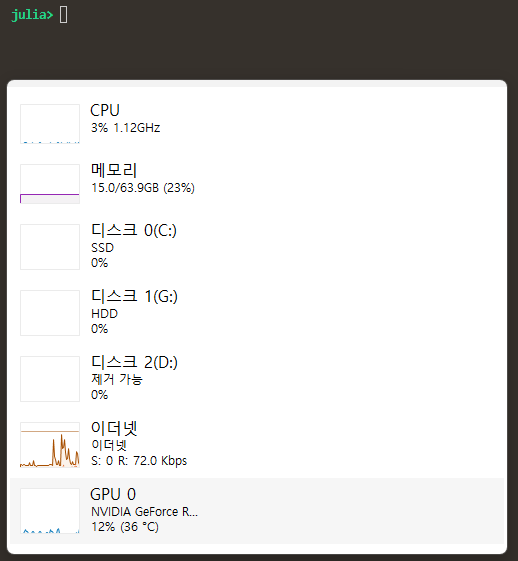 julia>
CPU
3% 1.12GHz
메모리
15.0/63.9GB (23%)
디스크 0(C:)
SSD
0%
디스크 1(G:)
HDD
0%
디스크 2(D:)
제거 가능
0%
이더넷
이더넷
S: 0 R: 72.0 Kbps
GPU 0
NVIDIA GeForce R...
12% (36 °C)